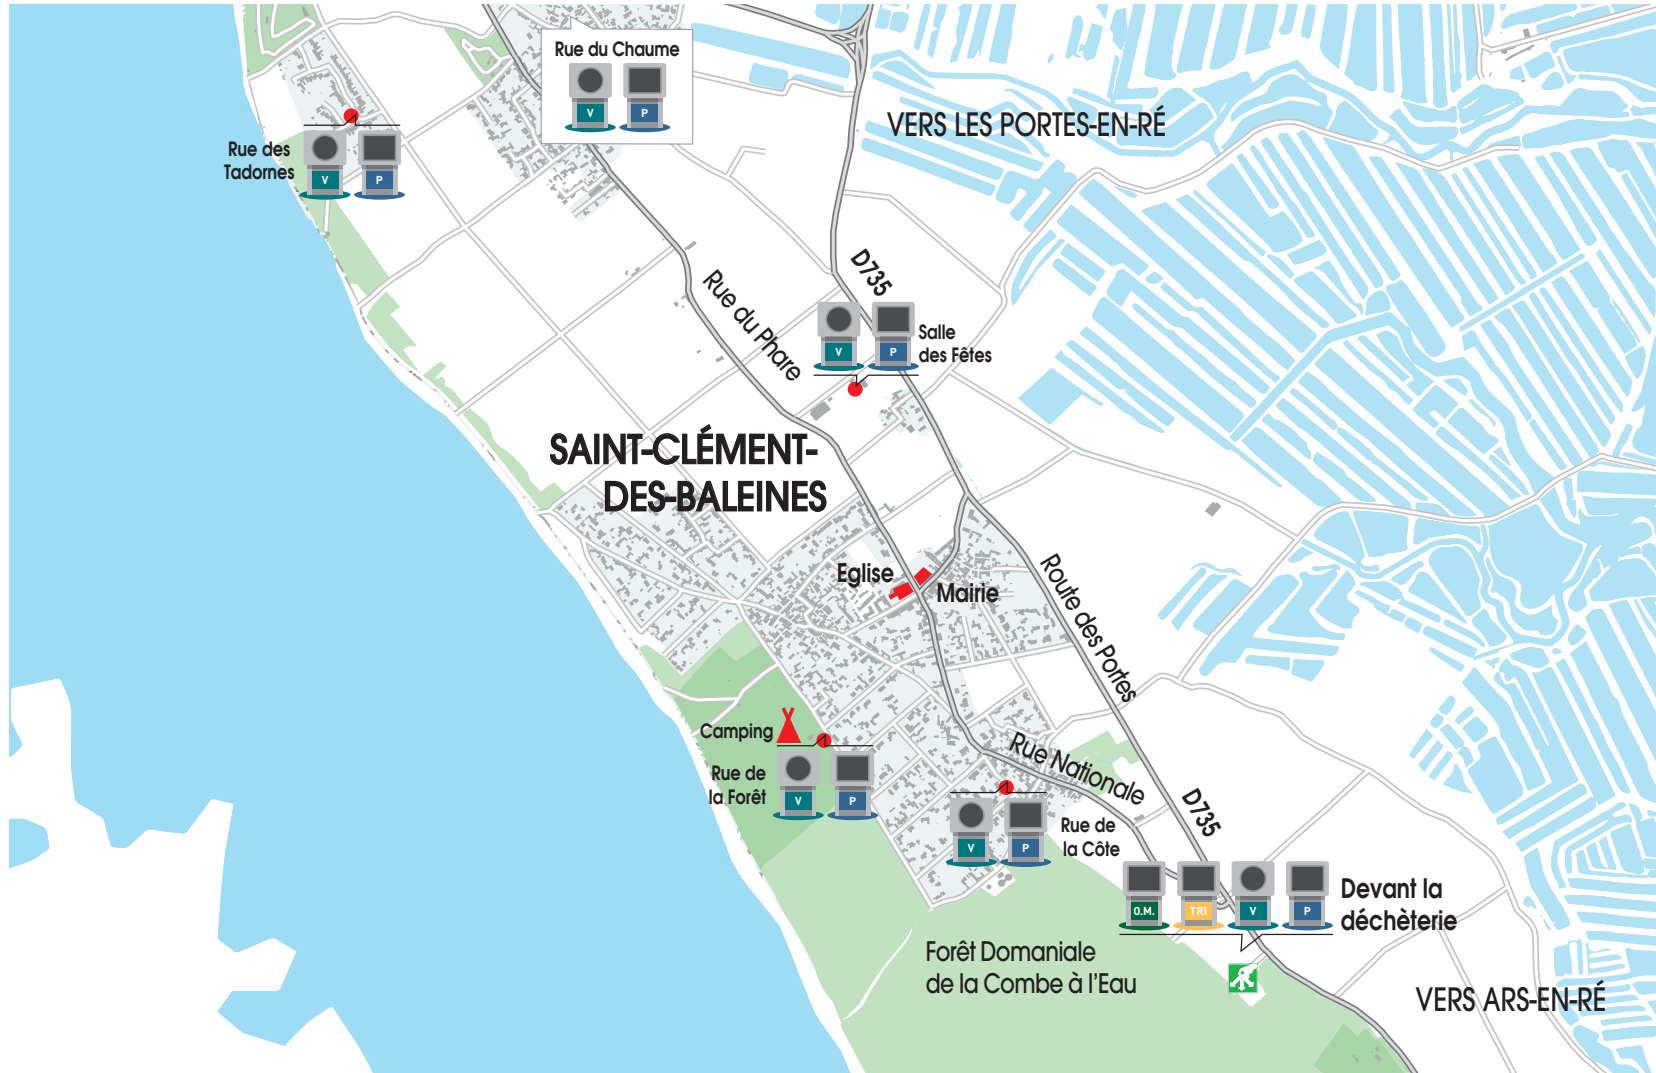 Rue du Chaume
V
P
VERS LES PORTES-EN-RÉ
Rue des
Tadornes
V
P
D735
Rue du Phare
V
P
Salle
des Fêtes
SAINT-CLÉMENT-
DES-BALEINES
Eglise
Mairie
Route des Portes
Camping
Rue de
la Forêt
V
P
Rue Nationale
D735
V
P
Rue de
la Côte
O.M.
TRI
V
P
Devant la
déchèterie
Forêt Domaniale
de la Combe à l'Eau
VERS ARS-EN-RÉ